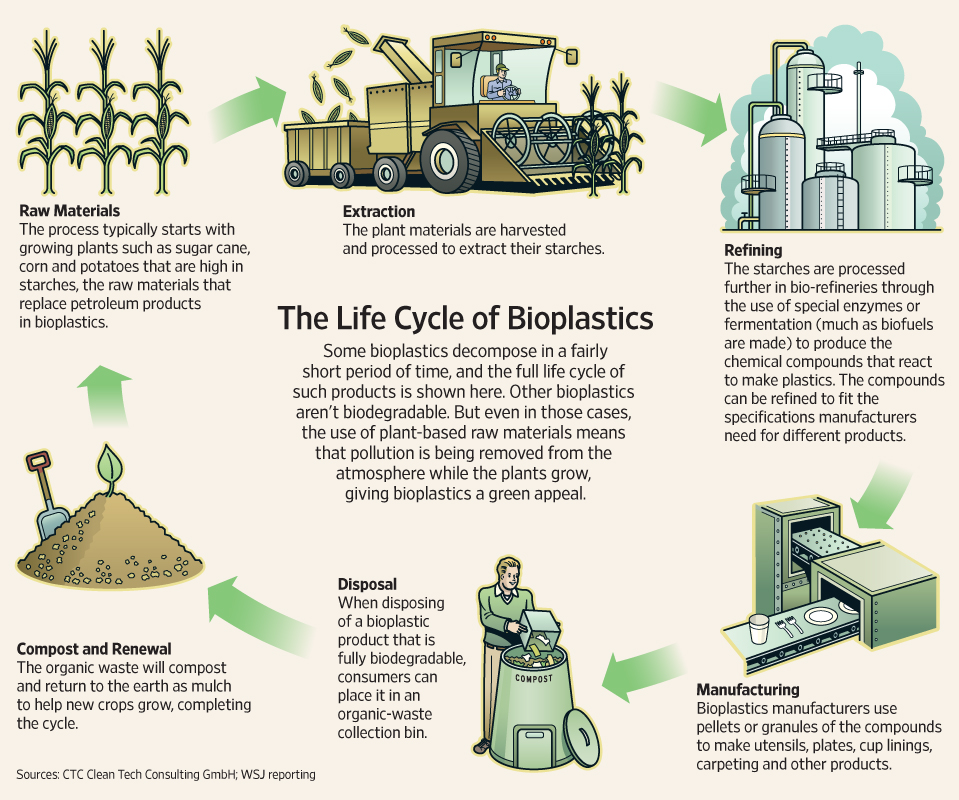 Raw Materials
The process typically starts with
growing plants such as sugar cane,
corn and potatoes that are high in
starches, the raw materials that
replace petroleum products
in bioplastics.
Extraction
The plant materials are harvested
and processed to extract their starches.
Refining
The starches are processed
further in bio-refineries through
the use of special enzymes or
fermentation (much as biofuels
are made) to produce the
chemical compounds that react
to make plastics. The compounds
can be refined to fit the
specifications manufacturers
need for different products.
The Life Cycle of Bioplastics
Some bioplastics decompose in a fairly
short period of time, and the full life cycle of
such products is shown here. Other bioplastics
aren't biodegradable. But even in those cases,
the use of plant-based raw materials means
that pollution is being removed from the
atmosphere while the plants grow,
giving bioplastics a green appeal.
Manufacturing
Bioplastics manufacturers use
pellets or granules of the compounds
to make utensils, plates, cup linings,
carpeting and other products.
Disposal
When disposing
of a bioplastic
product that is
fully biodegradable,
consumers can
place it in an
organic-waste
collection bin.
COMPOST
Compost and Renewal
The organic waste will compost
and return to the earth as mulch
to help new crops grow, completing
the cycle.
Sources: CTC Clean Tech Consulting GmbH; WSJ reporting